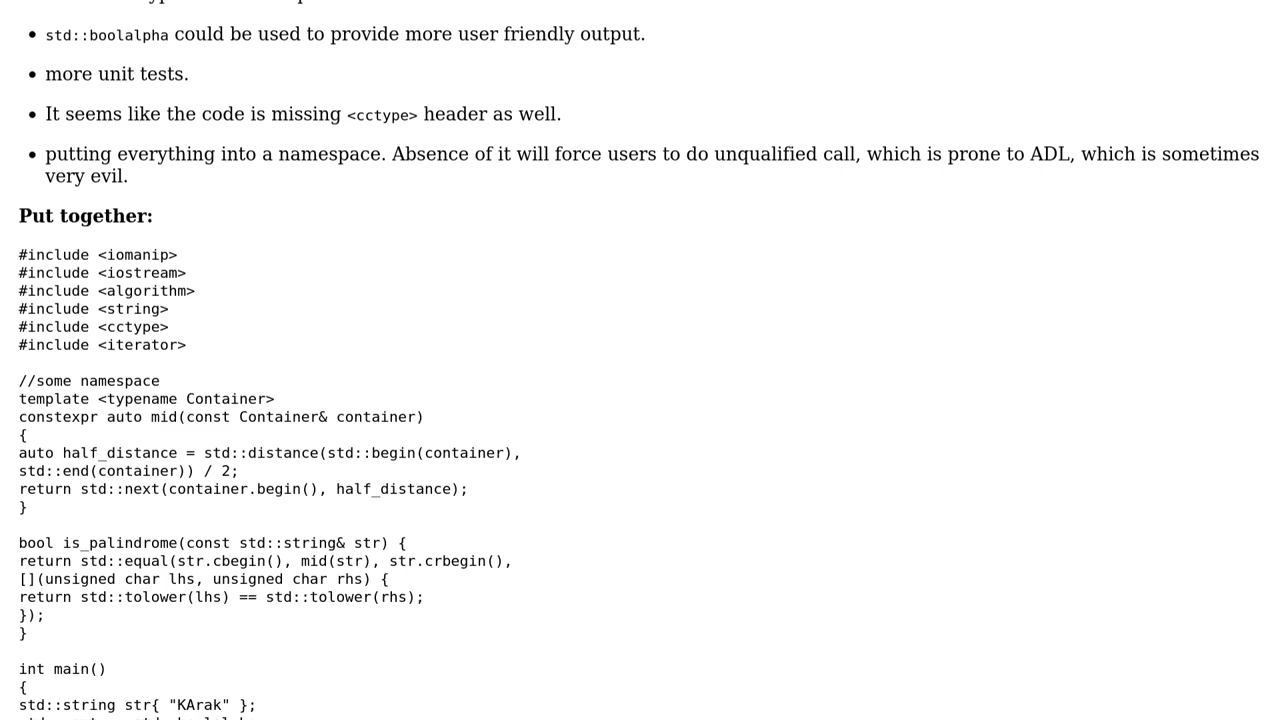 • std::boolalpha could be used to provide more user friendly output.
• more unit tests.
• It seems like the code is missing <cctype> header as well.
• putting everything into a namespace. Absence of it will force users to do unqualified call, which is prone to ADL, which is sometimes
very evil.
Put together:
#include <iomanip>
#include <iostream>
#include <algorithm>
#include <string>
#include <cctype>
#include <iterator>
//some namespace
template <typename Container>
constexpr auto mid(const Container& container)
{
auto half_distance = std::distance(std::begin(container),
std::end(container)) / 2;
return std::next(container.begin(), half_distance);
}
bool is_palindrome(const std::string& str) {
return std::equal(str.cbegin(), mid(str), str.crbegin(),
[](unsigned char lhs, unsigned char rhs) {
return std::tolower(lhs) == std::tolower(rhs);
});
}
int main()
{
std::string str{ "KArak" };